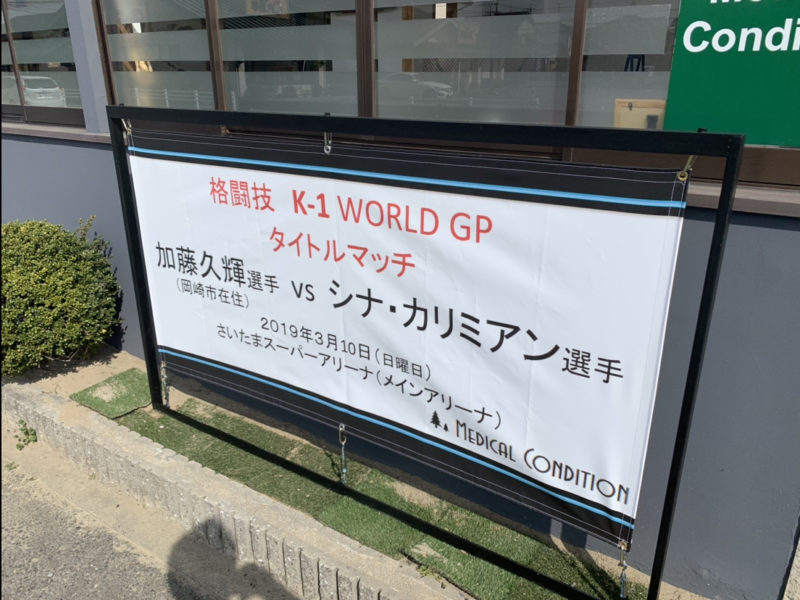 Condi
格闘技 K-1 WORLD GP
タイトルマッチ
加藤久輝選手 VS シナ・カリミアン選手
(岡崎市在住)
2019年3月10日(日曜日)
さいたまスーパーアリーナ(メインアリーナ)
MEDICAL CONDITION